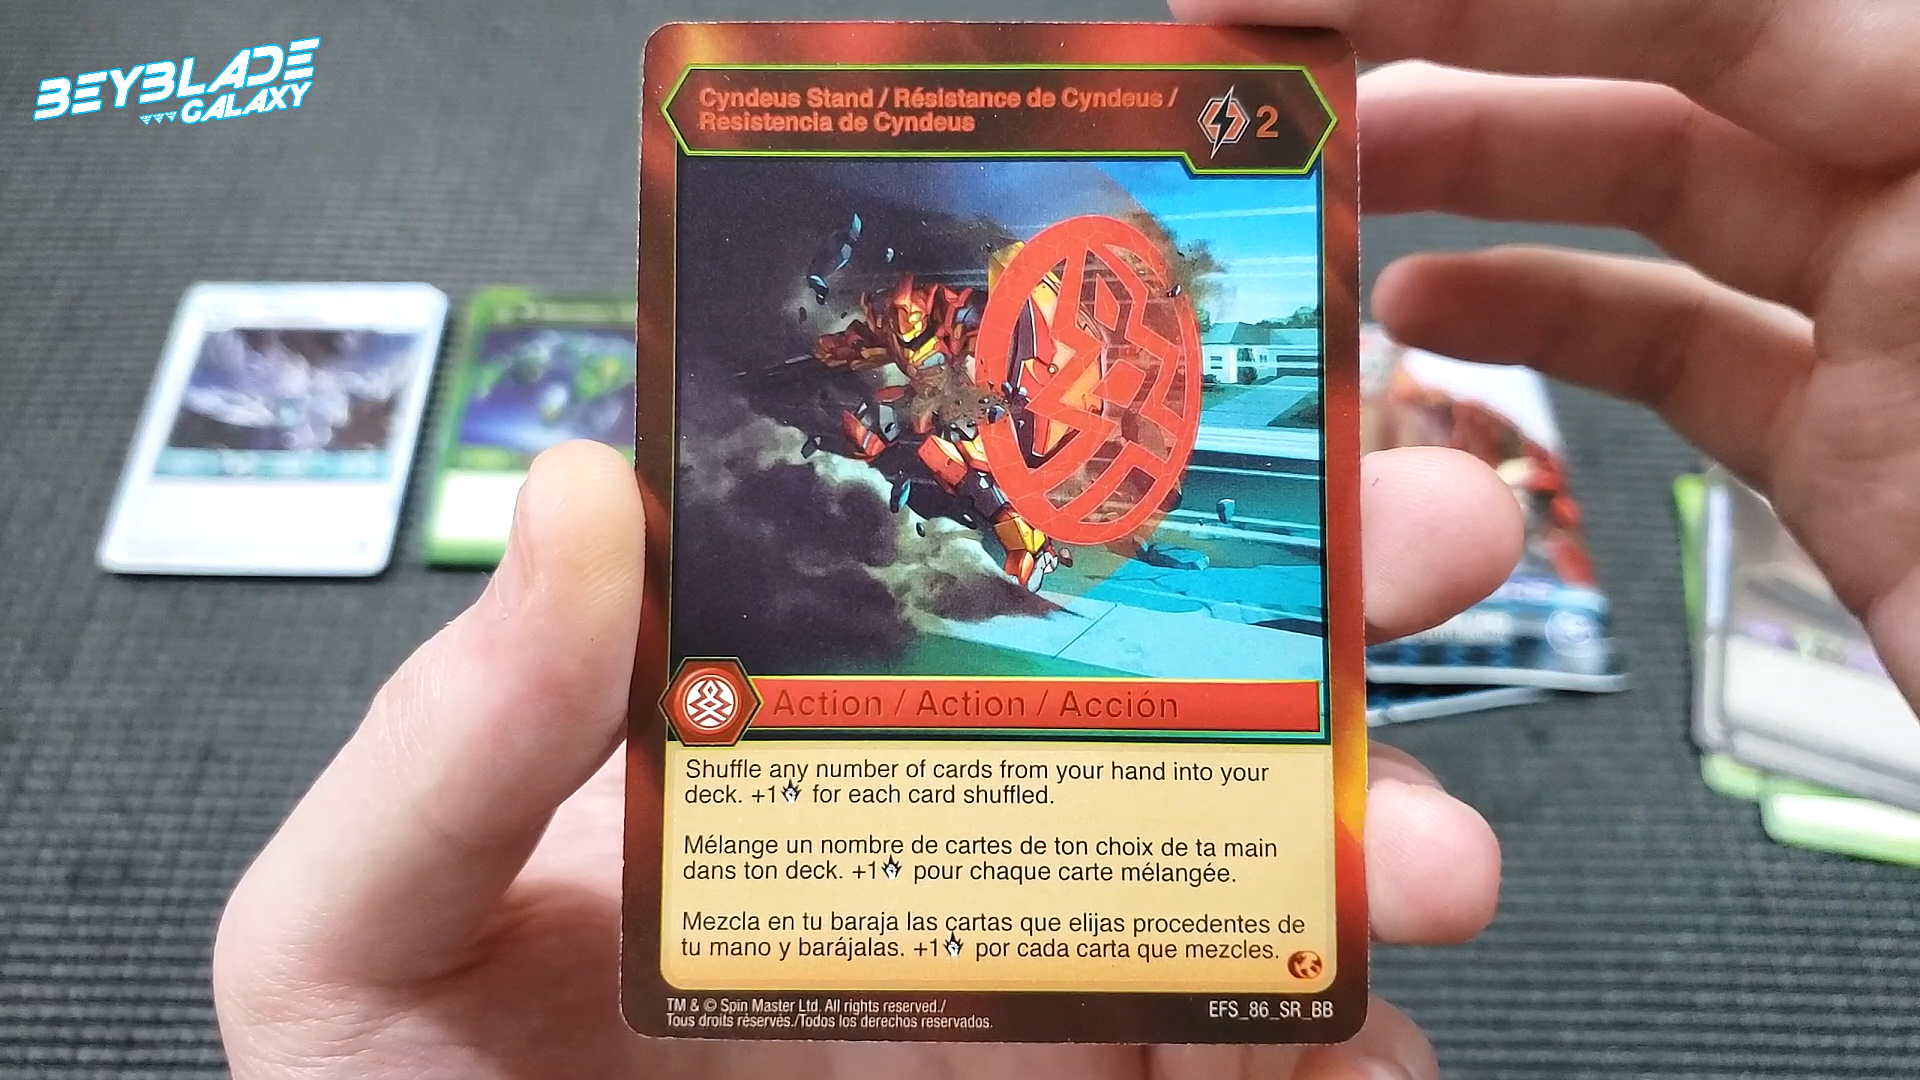 BEYBLADE
GALAXY
Cyndeus Stand / Résistance de Cyndeus /
Resistencia de Cyndeus
2
Action / Action / Acción
Shuffle any number of cards from your hand into your
deck. +1 for each card shuffled.
Mélange un nombre de cartes de ton choix de ta main
dans ton deck. +1 pour chaque carte mélangée.
Mezcla en tu baraja las cartas que elijas procedentes de
tu mano y barájalas. +1 por cada carta que mezcles.
TM & © Spin Master Ltd. All rights reserved./
Tous droits réservés./Todos los derechos reservados.
EFS_86_SR_BB